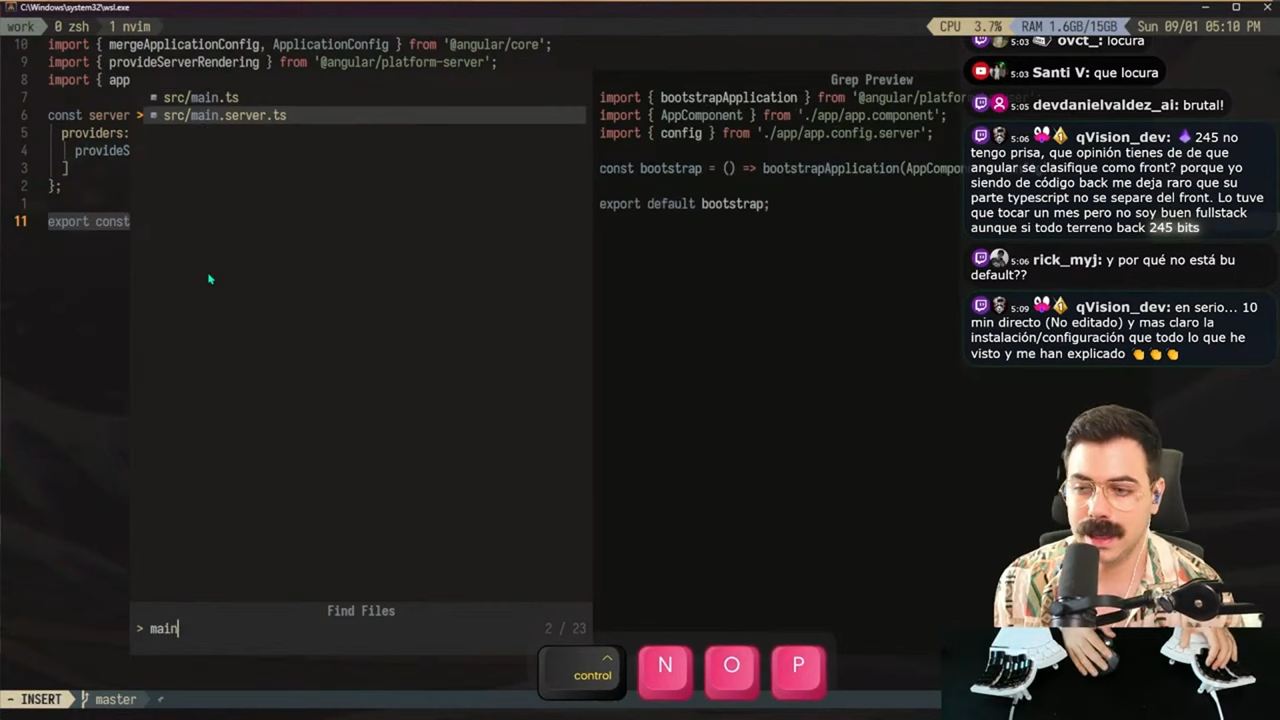 C:\Windows\system32\wsl.exe
work 0 zsh 1 nvim
CPU 3.7% RAM 1.6GB/15GB Sun 09/01 05:10 PM
10 import { mergeApplicationConfig, ApplicationConfig } from '@angular/core';
9 import { provideServerRendering } from '@angular/platform-server';
8 import { app
7
6 const server
5 providers:
4 provideS
3 ]
2 };
1
11 export const
src/main.ts
> src/main.server.ts
Find Files
> main 2 / 23
Grep Preview
import { bootstrapApplication } from '@angular/platfo
import { AppComponent } from './app/app.component';
import { config } from './app/app.config.server';
const bootstrap = () => bootstrapApplication(AppCompon
export default bootstrap;
5:03 ovct_: locura
5:03 Santi V: que locura
5:05 devdanielvaldez_ai: brutal!
5:06 qVision_dev: 245 no
tengo prisa, que opinión tienes de de que
angular se clasifique como front? porque yo
siendo de código back me deja raro que su
parte typescript no se separe del front. Lo tuve
que tocar un mes pero no soy buen fullstack
aunque si todo terreno back 245 bits
5:06 rick_myj: y por qué no está bu
default??
5:09 qVision_dev: en serio... 10
min directo (No editado) y mas claro la
instalación/configuración que todo lo que he
visto y me han explicado 👏👏👏
control N O P
- INSERT master